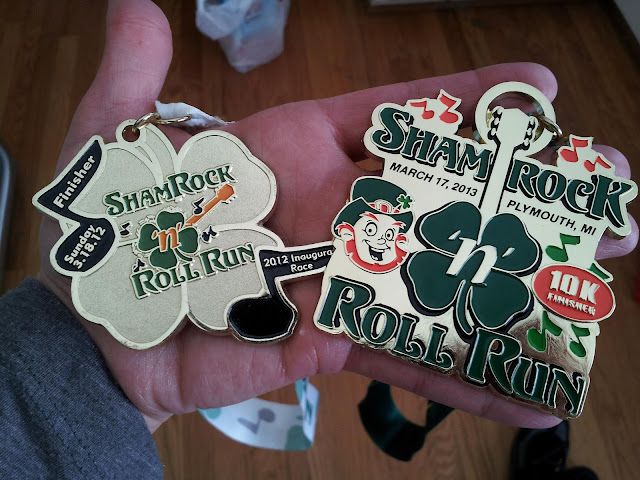 Finisher
Sunday
3.18.12
SHAMROCK
n'
ROLL RUN
2012 Inaugural
Race
SHAMROCK
MARCH 17, 2013
PLYMOUTH, MI
n'
10K
FINISHER
ROLL RUN